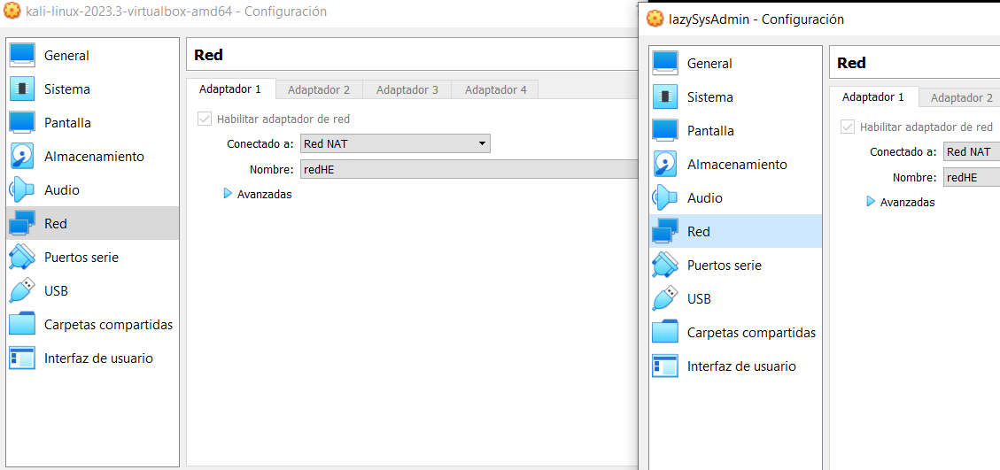 kali-linux-2023.3-virtualbox-amd64 - Configuración
General
Sistema
Pantalla
Almacenamiento
Audio
Red
Puertos serie
USB
Carpetas compartidas
Interfaz de usuario
Red
Adaptador 1 Adaptador 2 Adaptador 3 Adaptador 4
Habilitar adaptador de red
Conectado a: Red NAT
Nombre: redHE
Avanzadas
lazySysAdmin - Configuración
General
Sistema
Pantalla
Almacenamiento
Audio
Red
Puertos serie
USB
Carpetas compartidas
Interfaz de usuario
Red
Adaptador 1 Adaptador 2
Habilitar adaptador de red
Conectado a: Red NAT
Nombre: redHE
Avanzadas